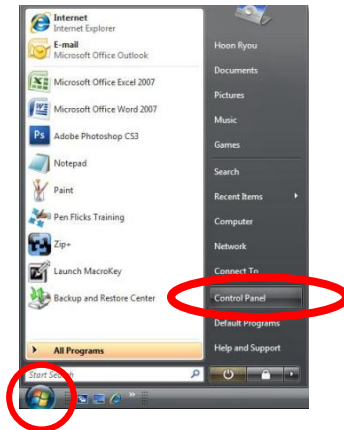 Internet
Internet Explorer
E-mail
Microsoft Office Outlook
Microsoft Office Excel 2007
Microsoft Office Word 2007
Ps Adobe Photoshop CS3
Notepad
Paint
Pen Flicks Training
Zip+
Launch MacroKey
Backup and Restore Center
All Programs
Start Search
Hoon Ryou
Documents
Pictures
Music
Games
Search
Recent Items
Computer
Network
Connect To
Control Panel
Default Programs
Help and Support